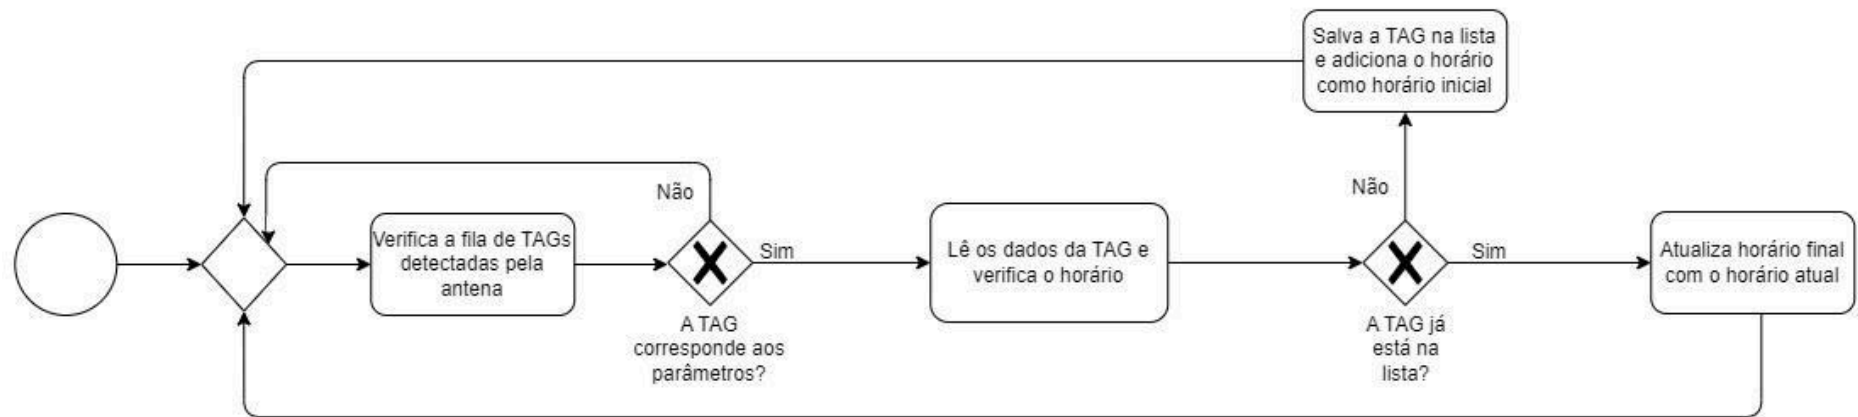 Salva a TAG na lista
e adiciona o horário
como horário inicial
Não
Não
Verifica a fila de TAGs
detectadas pela
antena
Sim
Lê os dados da TAG e
verifica o horário
Sim
Atualiza horário final
com o horário atual
A TAG
corresponde aos
parâmetros?
A TAG já
está na
lista?